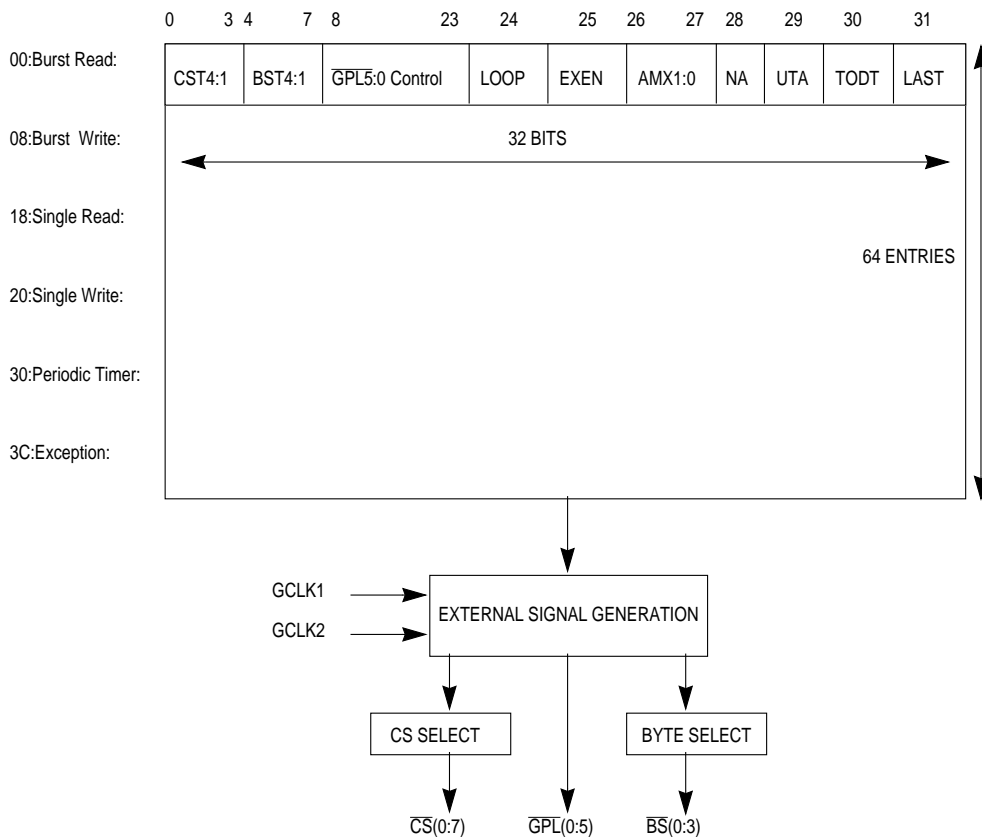 0 3 4 7 8 23 24 25 26 27 28 29 30 31
00:Burst Read:
CST4:1 BST4:1 GPL5:0 Control LOOP EXEN AMX1:0 NA UTA TODT LAST
08:Burst Write:
32 BITS
18:Single Read:
64 ENTRIES
20:Single Write:
30:Periodic Timer:
3C:Exception:
GCLK1
EXTERNAL SIGNAL GENERATION
GCLK2
CS SELECT BYTE SELECT
CS(0:7) GPL(0:5) BS(0:3)